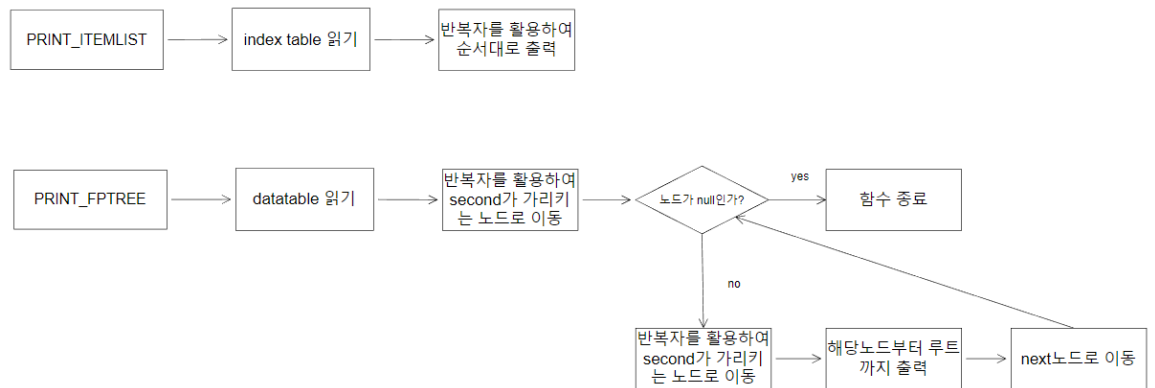 PRINT_ITEMLIST
index table 읽기
반복자를 활용하여
순서대로 출력
PRINT_FPTREE
datatable 읽기
반복자를 활용하여
second가 가리키
는 노드로 이동
노드가 null인가?
yes
함수 종료
no
반복자를 활용하여
second가 가리키
는 노드로 이동
해당노드부터 루트
까지 출력
next노드로 이동